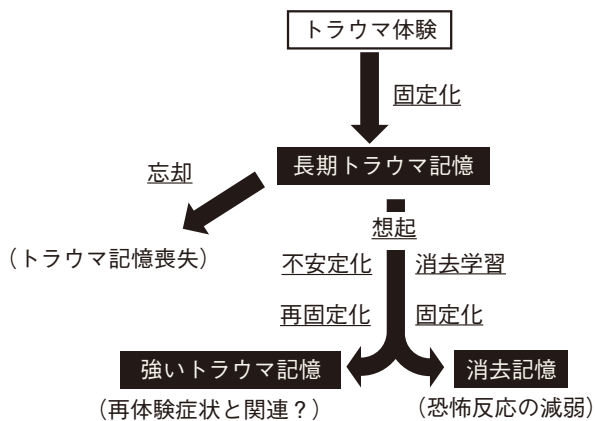 トラウマ体験
固定化
長期トラウマ記憶
忘却
想起
(トラウマ記憶喪失)
不安定化
消去学習
再固定化
固定化
強いトラウマ記憶
消去記憶
(再体験症状と関連?)
(恐怖反応の減弱)